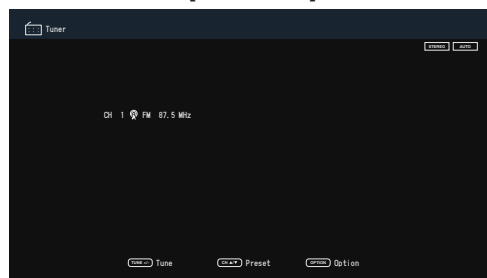 Tuner
STEREO AUTO
CH 1 FM 87.5 MHz
TUNE +/- Tune CH ▲/▼ Preset OPTION Option